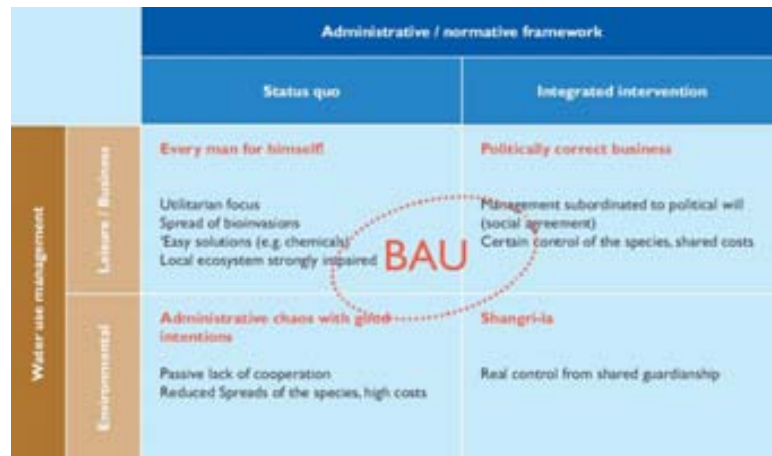 Administrative / normative framework
Status quo
Integrated intervention
Water use management
Leisure / Business
Every man for himself!
Utilitarian focus
Spread of bioinvasions
'Easy solutions (e.g. chemicals)'
Local ecosystem strongly impaired
Politically correct business
Management subordinated to political will
(social agreement)
Certain control of the species, shared costs
BAU
Environmental
Administrative chaos with good
intentions
Passive lack of cooperation
Reduced Spreads of the species, high costs
Shangri-la
Real control from shared guardianship